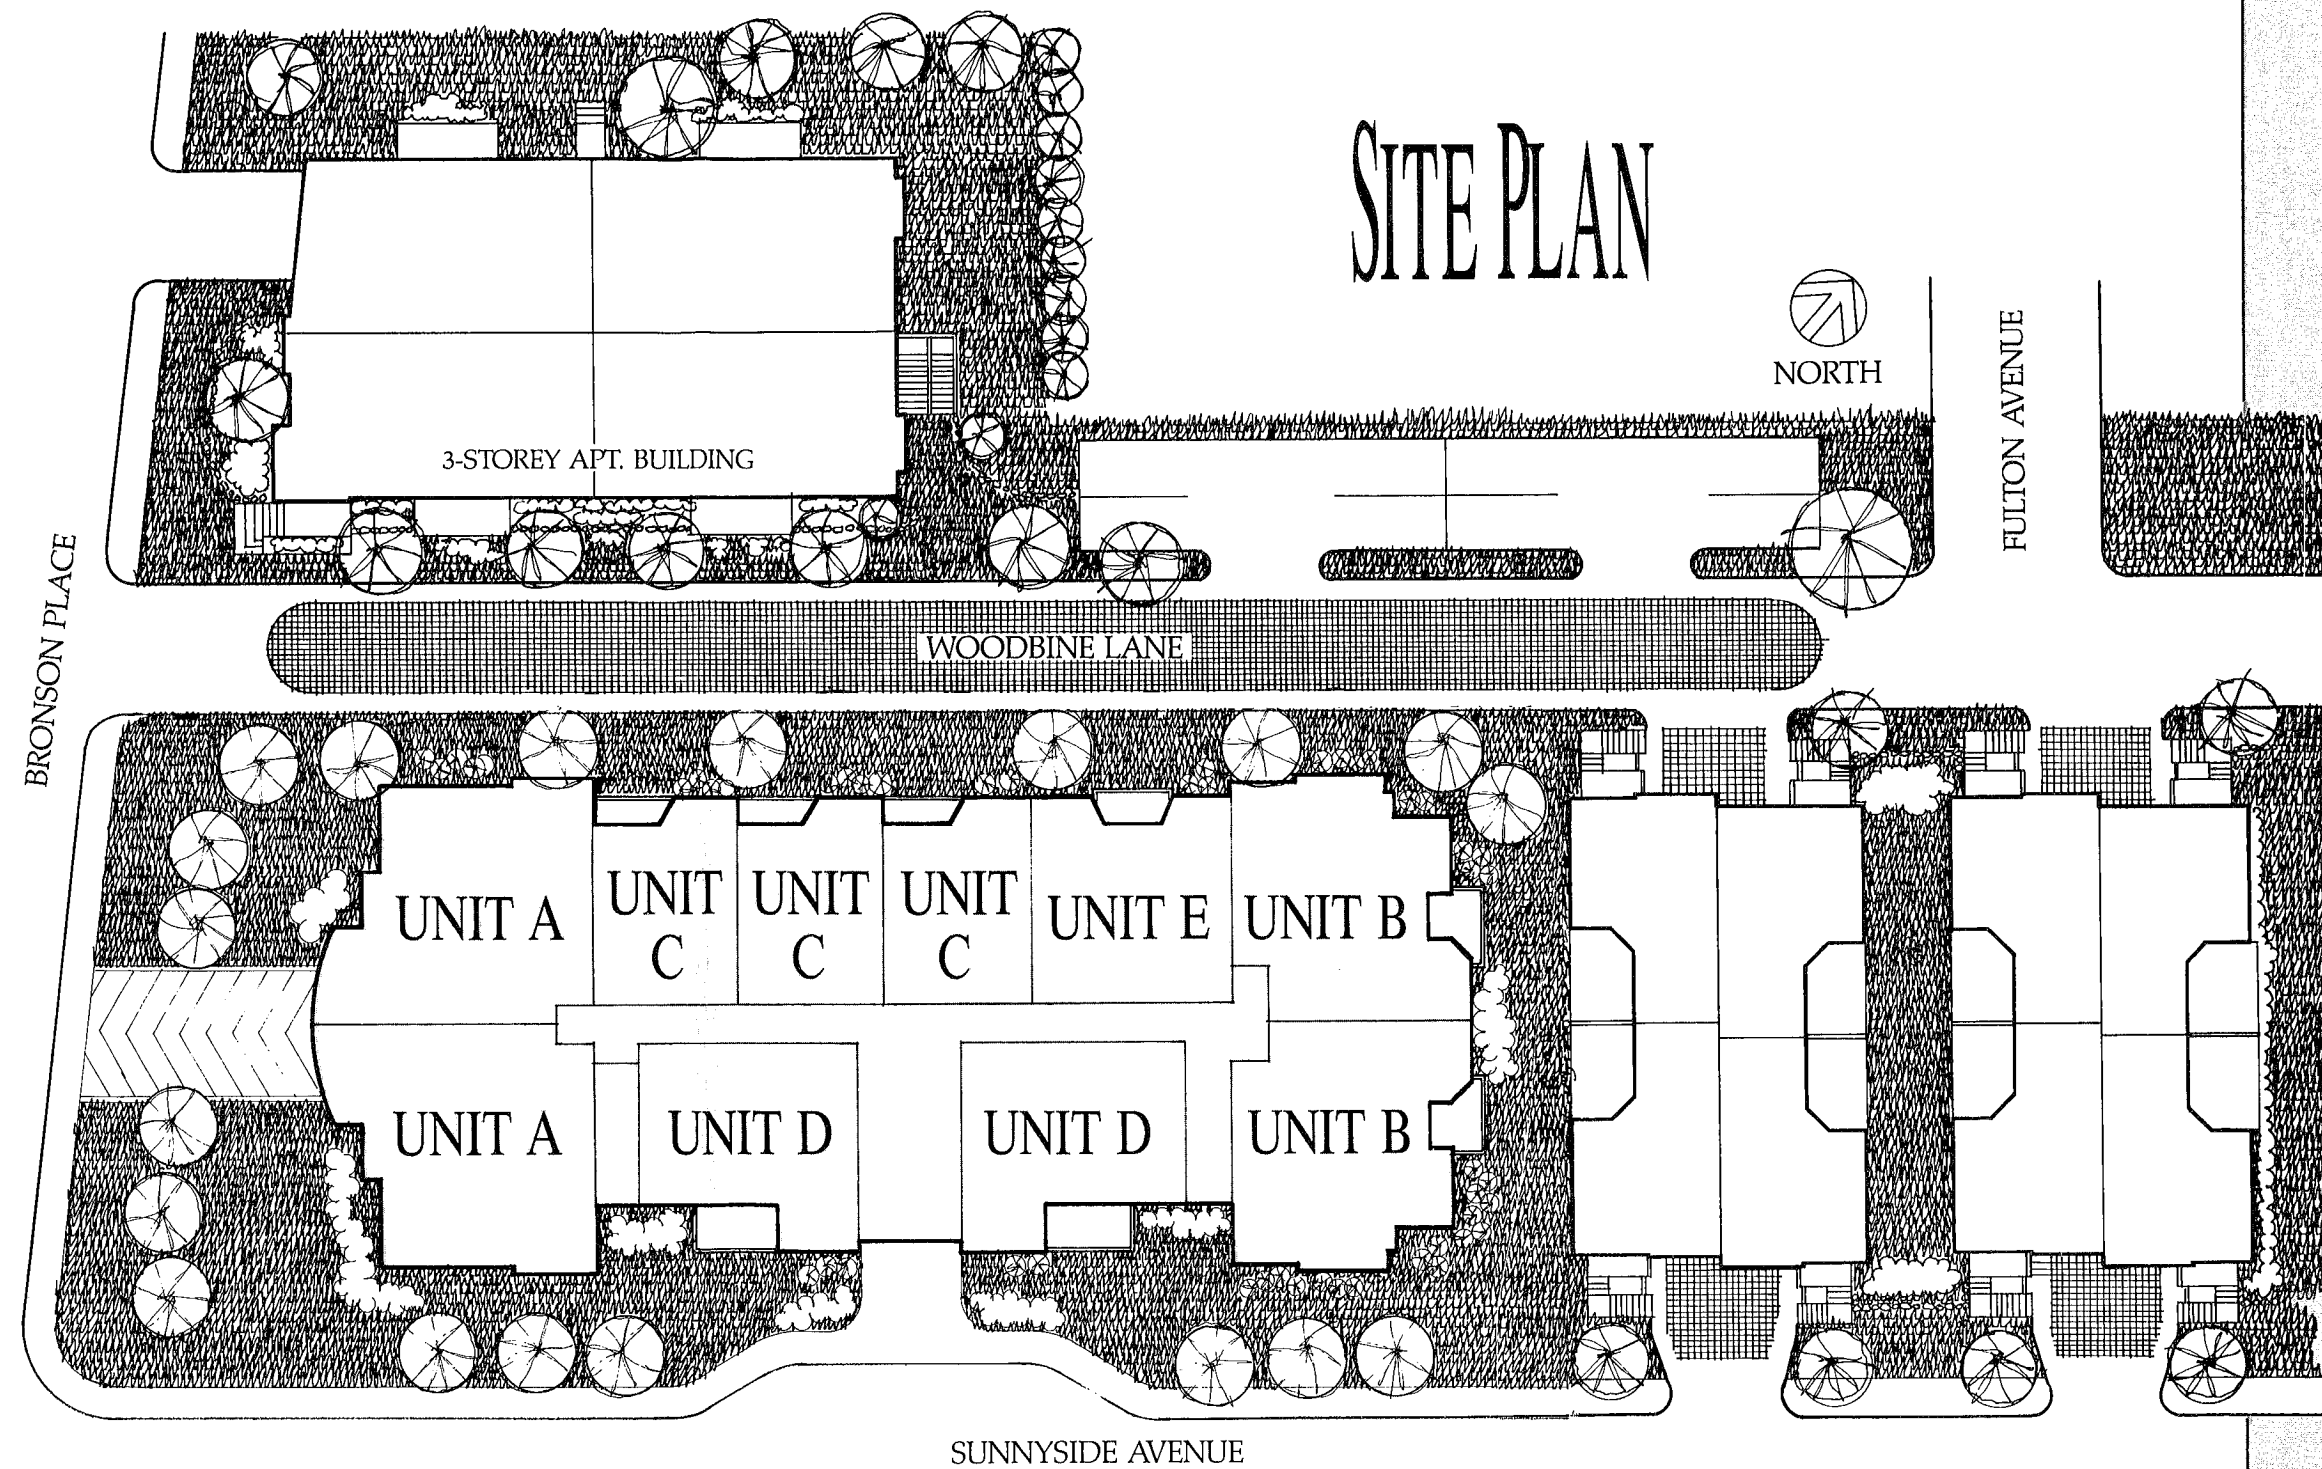 SITE PLAN
NORTH
FULTON AVENUE
3-STOREY APT. BUILDING
BRONSON PLACE
WOODBINE LANE
UNIT A
UNIT
C
UNIT
C
UNIT
C
UNIT E
UNIT B
UNIT A
UNIT D
UNIT D
UNIT B
SUNNYSIDE AVENUE